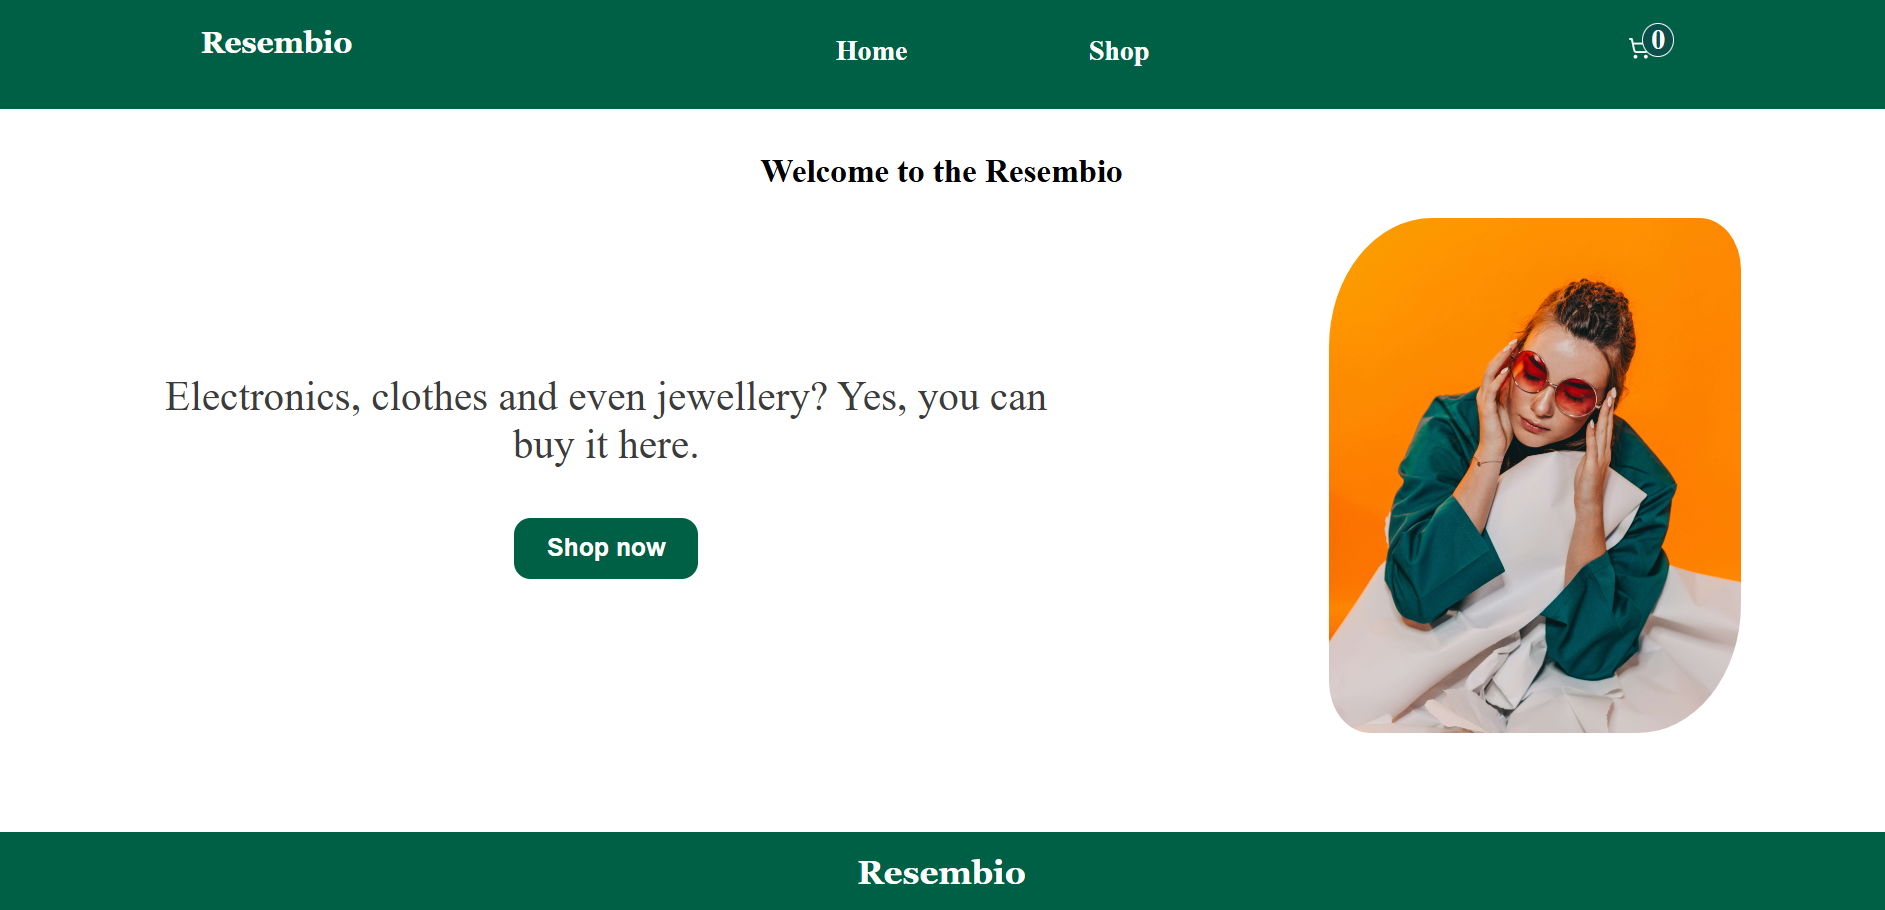 Resembio
Home
Shop
0
Welcome to the Resembio
Electronics, clothes and even jewellery? Yes, you can
buy it here.
Shop now
Resembio